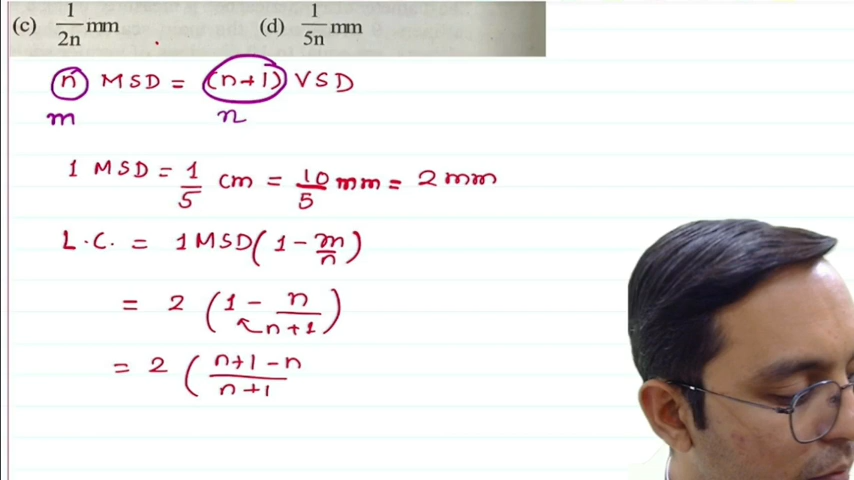 (c) 1/2n mm (d) 1/5n mm
n MSD = (n+1) VSD
m n
1 MSD = 1/5 cm = 10/5 mm = 2 mm
L.C. = 1 MSD (1 - m/n)
= 2 (1 - n/n+1)
= 2 (n+1-n/n+1